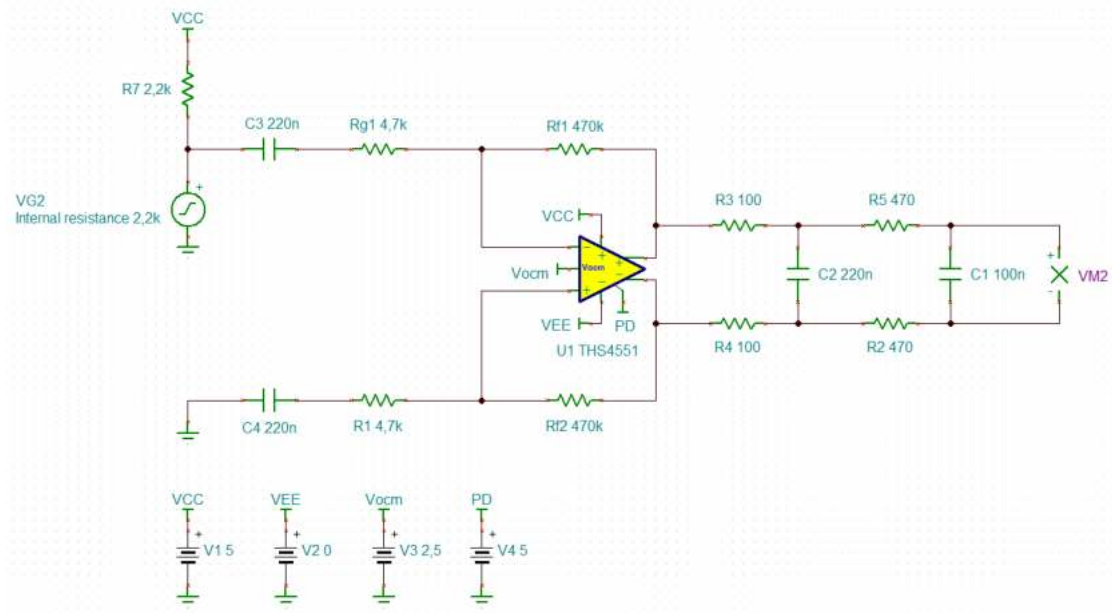 VCC
R7 2,2k
C3 220n
Rg1 4,7k
Rf1 470k
VG2
Internal resistance 2,2k
+
VCC
R3 100
R5 470
Vocm
Vocm
C2 220n
C1 100n
+
-
VM2
VEE
PD
U1 THS4551
R4 100
R2 470
C4 220n
R1 4,7k
Rf2 470k
VCC
VEE
Vocm
PD
+
V1 5
+
V2 0
+
V3 2,5
+
V4 5